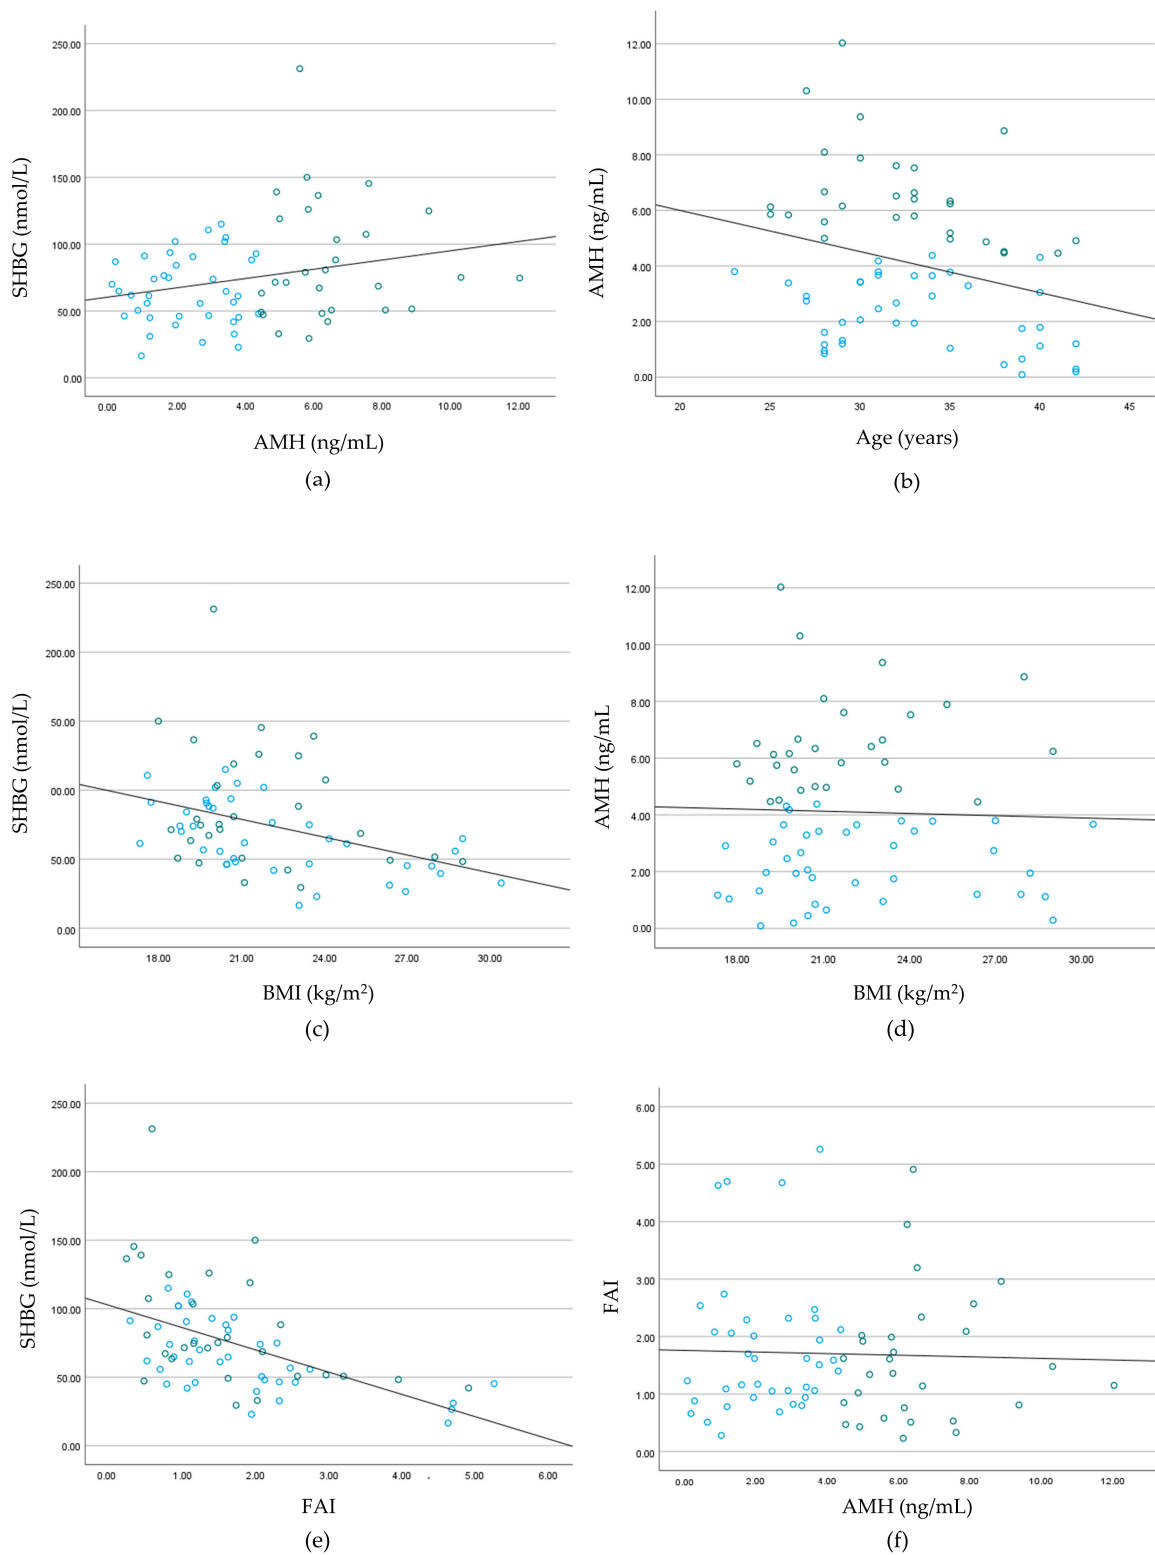 250.00
200.00
150.00
100.00
50.00
0.00
SHBG (nmol/L)
0.00 2.00 4.00 6.00 8.00 10.00 12.00
AMH (ng/mL)
(a)
12.00
10.00
8.00
6.00
4.00
2.00
0.00
AMH (ng/mL)
20 25 30 35 40 45
Age (years)
(b)
250.00
200.00
50.00
00.00
50.00
0.00
SHBG (nmol/L)
18.00 21.00 24.00 27.00 30.00
BMI (kg/m²)
(c)
12.00
10.00
8.00
6.00
4.00
2.00
0.00
AMH (ng/mL
18.00 21.00 24.00 27.00 30.00
BMI (kg/m²)
(d)
250.00
200.00
150.00
100.00
50.00
0.00
SHBG (nmol/L)
0.00 1.00 2.00 3.00 4.00 . 5.00 6.00
FAI
(e)
6.00
5.00
4.00
3.00
2.00
1.00
0.00
FAI
0.00 2.00 4.00 6.00 8.00 10.00 12.00
AMH (ng/mL)
(f)